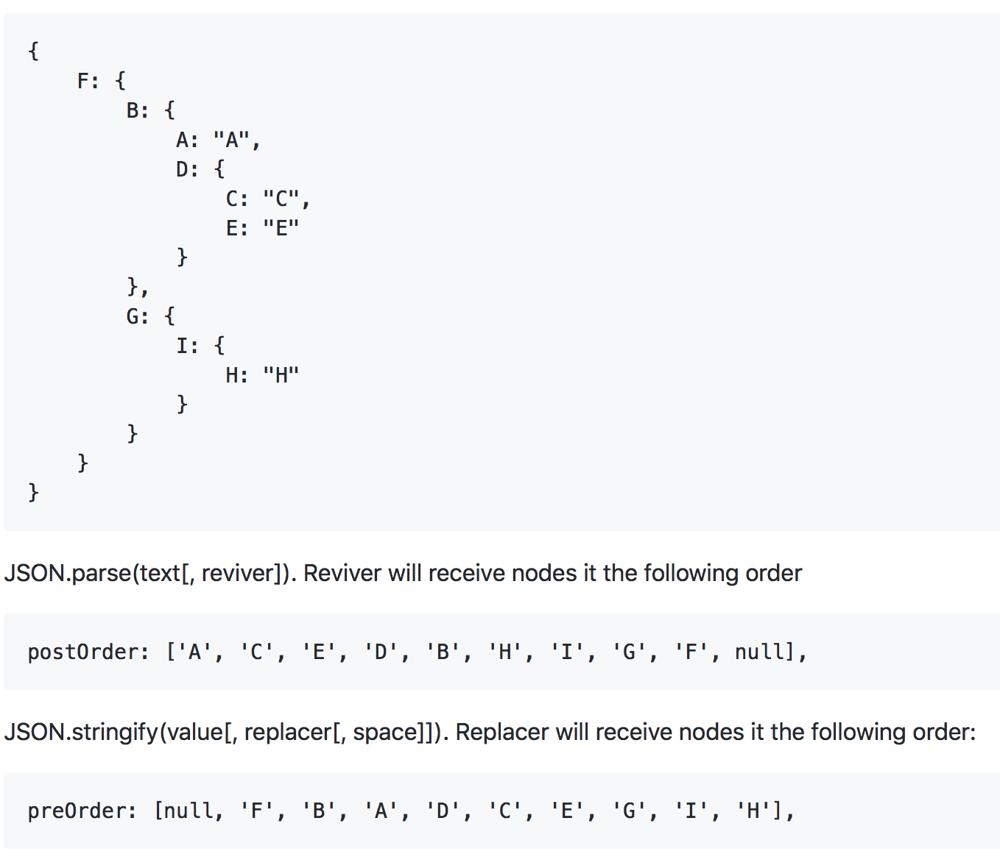 {
    F: {
        B: {
            A: "A",
            D: {
                C: "C",
                E: "E"
            }
        },
        G: {
            I: {
                H: "H"
            }
        }
    }
}
JSON.parse(text[, reviver]). Reviver will receive nodes it the following order
postOrder: ['A', 'C', 'E', 'D', 'B', 'H', 'I', 'G', 'F', null],
JSON.stringify(value[, replacer[, space]]). Replacer will receive nodes it the following order:
preOrder: [null, 'F', 'B', 'A', 'D', 'C', 'E', 'G', 'I', 'H'],